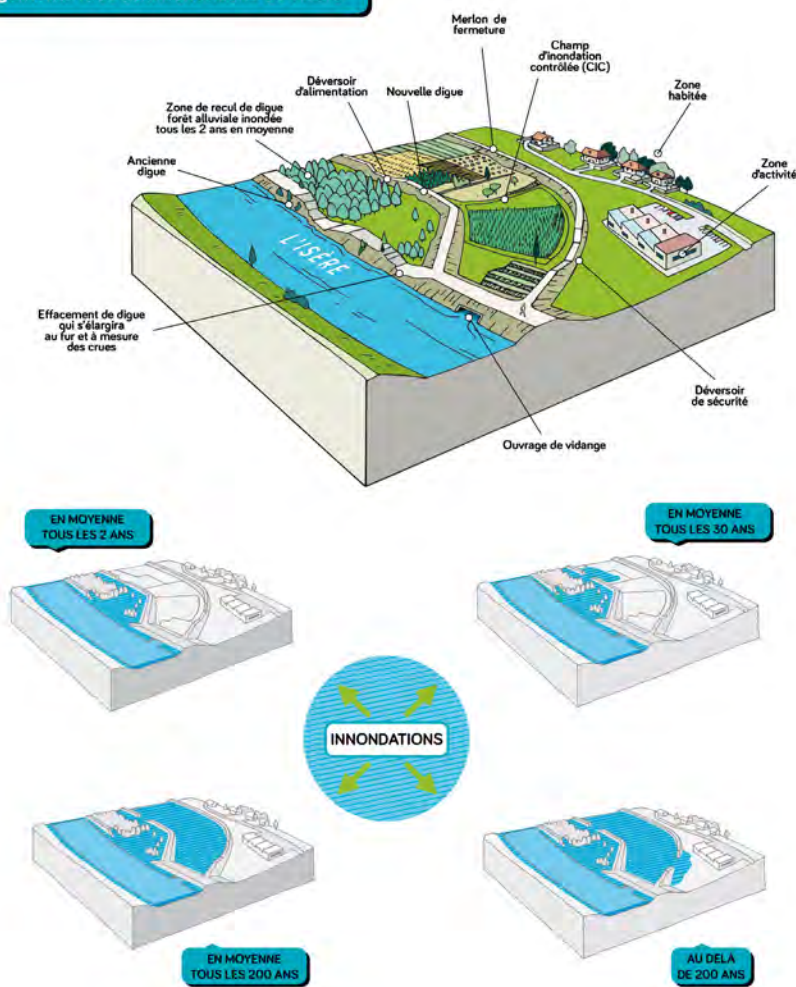 Merlon de
fermeture
Champ
d'inondation
contrôlée (CIC)
Zone
habitée
Déversoir
d'alimentation
Nouvelle digue
Zone de recul de digue
forêt alluviale inondée
tous les 2 ans en moyenne
Ancienne
digue
Zone
d'activité
L'ISÈRE
Effacement de digue
qui s'élargira
au fur et à mesure
des crues
Déversoir
de sécurité
Ouvrage de vidange
EN MOYENNE
TOUS LES 2 ANS
EN MOYENNE
TOUS LES 30 ANS
INNONDATIONS
EN MOYENNE
TOUS LES 200 ANS
AU DELÀ
DE 200 ANS